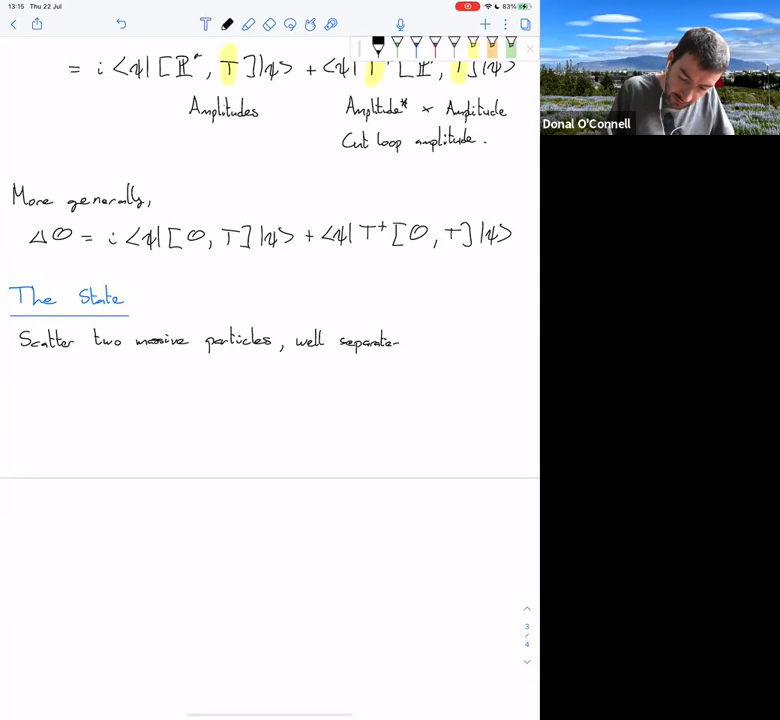 13:15 Thu 22 Jul
83%
= i <ψ| [ℙ^μ, T] |ψ> + <ψ| T† [ℙ^μ, T] |ψ>
Amplitudes Amplitude* × Amplitude
Cut loop amplitude.
More generally,
Δ𝒪 = i <ψ| [𝒪, T] |ψ> + <ψ| T† [𝒪, T] |ψ>
The State
Scatter two massive particles, well separate-
Donal O'Connell
3
/
4